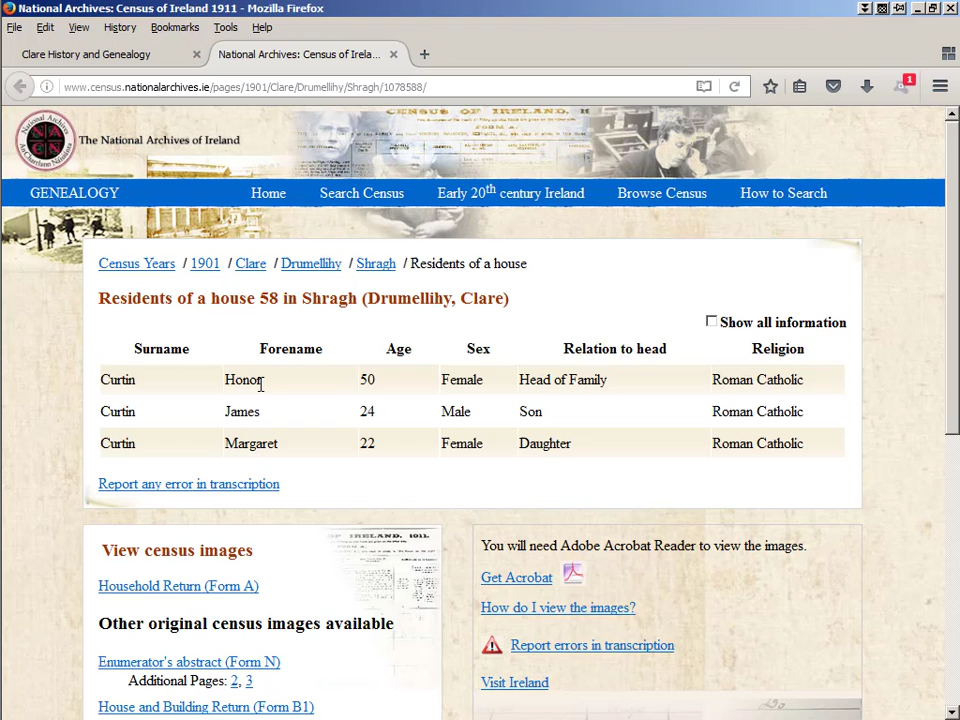 National Archives: Census of Ireland 1911 - Mozilla Firefox
File Edit View History Bookmarks Tools Help
Clare History and Genealogy
National Archives: Census of Irela...
1
www.census.nationalarchives.ie/pages/1901/Clare/Drumellihy/Shragh/1078588/
The National Archives of Ireland
GENEALOGY Home Search Census Early 20th century Ireland Browse Census How to Search
Census Years / 1901 / Clare / Drumellihy / Shragh / Residents of a house
Residents of a house 58 in Shragh (Drumellihy, Clare)
Show all information
Surname Forename Age Sex Relation to head Religion
Curtin Honor 50 Female Head of Family Roman Catholic
Curtin James 24 Male Son Roman Catholic
Curtin Margaret 22 Female Daughter Roman Catholic
Report any error in transcription
View census images
Household Return (Form A)
Other original census images available
Enumerator's abstract (Form N)
Additional Pages: 2, 3
House and Building Return (Form B1)
You will need Adobe Acrobat Reader to view the images.
Get Acrobat
How do I view the images?
Report errors in transcription
Visit Ireland